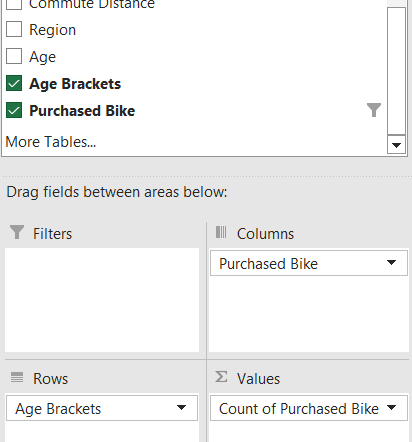 Commute Distance
Region
Age
Age Brackets
Purchased Bike
More Tables...
Drag fields between areas below:
Filters
Columns
Purchased Bike
Rows
Values
Age Brackets
Count of Purchased Bike